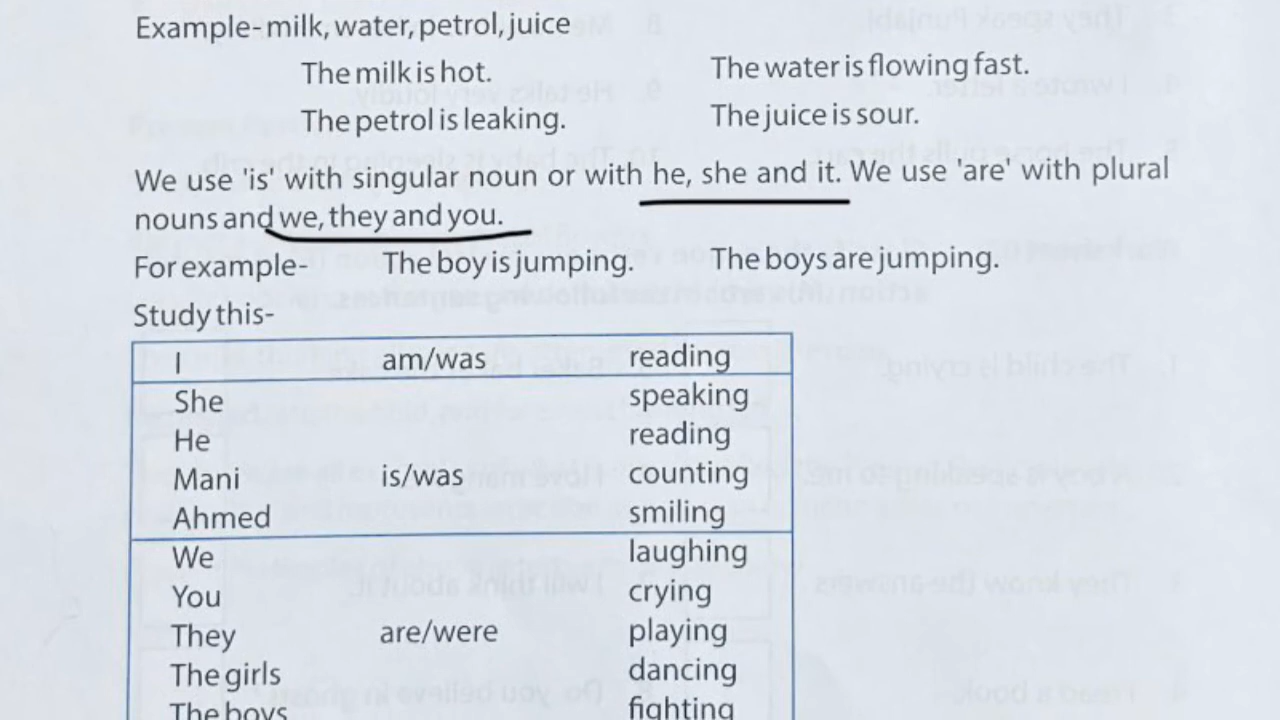 Example- milk, water, petrol, juice
The milk is hot. The water is flowing fast.
The petrol is leaking. The juice is sour.
We use 'is' with singular noun or with he, she and it. We use 'are' with plural
nouns and we, they and you.
For example- The boy is jumping. The boys are jumping.
Study this-
I am/was reading
She speaking
He reading
Mani is/was counting
Ahmed smiling
We laughing
You crying
They are/were playing
The girls dancing
The boys fighting